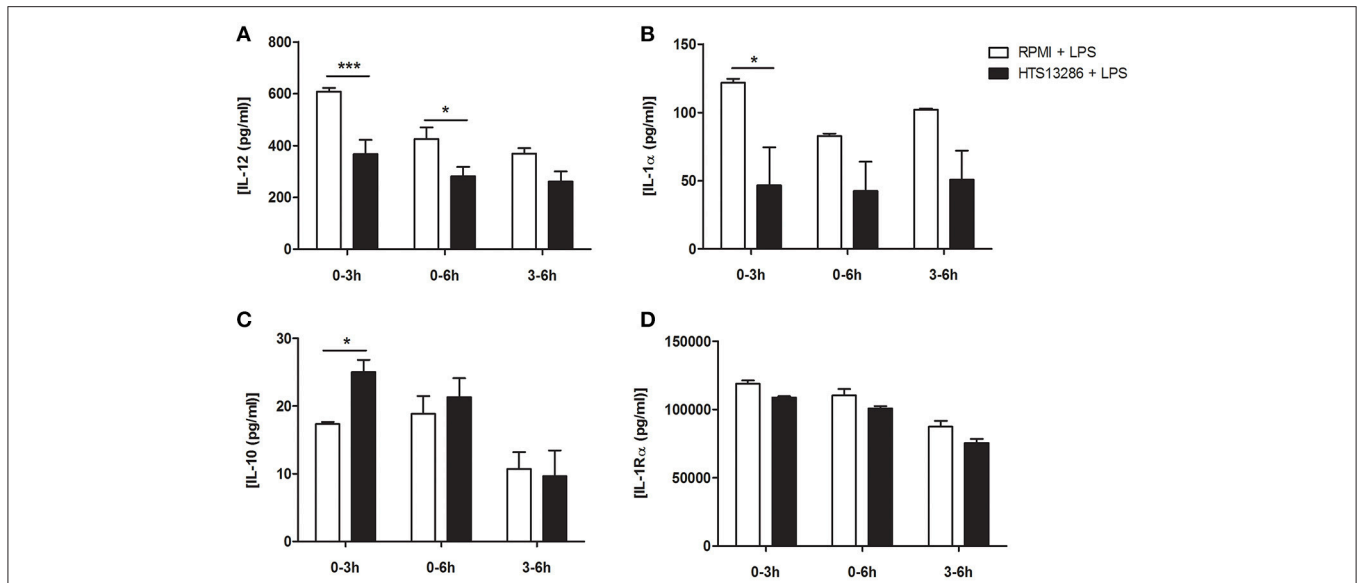 A
[IL-12 (pg/ml)]
800
600
400
200
0
***
*
0-3h 0-6h 3-6h
B
[IL-1α (pg/ml)]
150
100
50
0
*
0-3h 0-6h 3-6h
RPMI + LPS
HTS13286 + LPS
C
[IL-10 (pg/ml)]
30
20
10
0
*
0-3h 0-6h 3-6h
D
[IL-1Rα (pg/ml)]
150000
100000
50000
0
0-3h 0-6h 3-6h